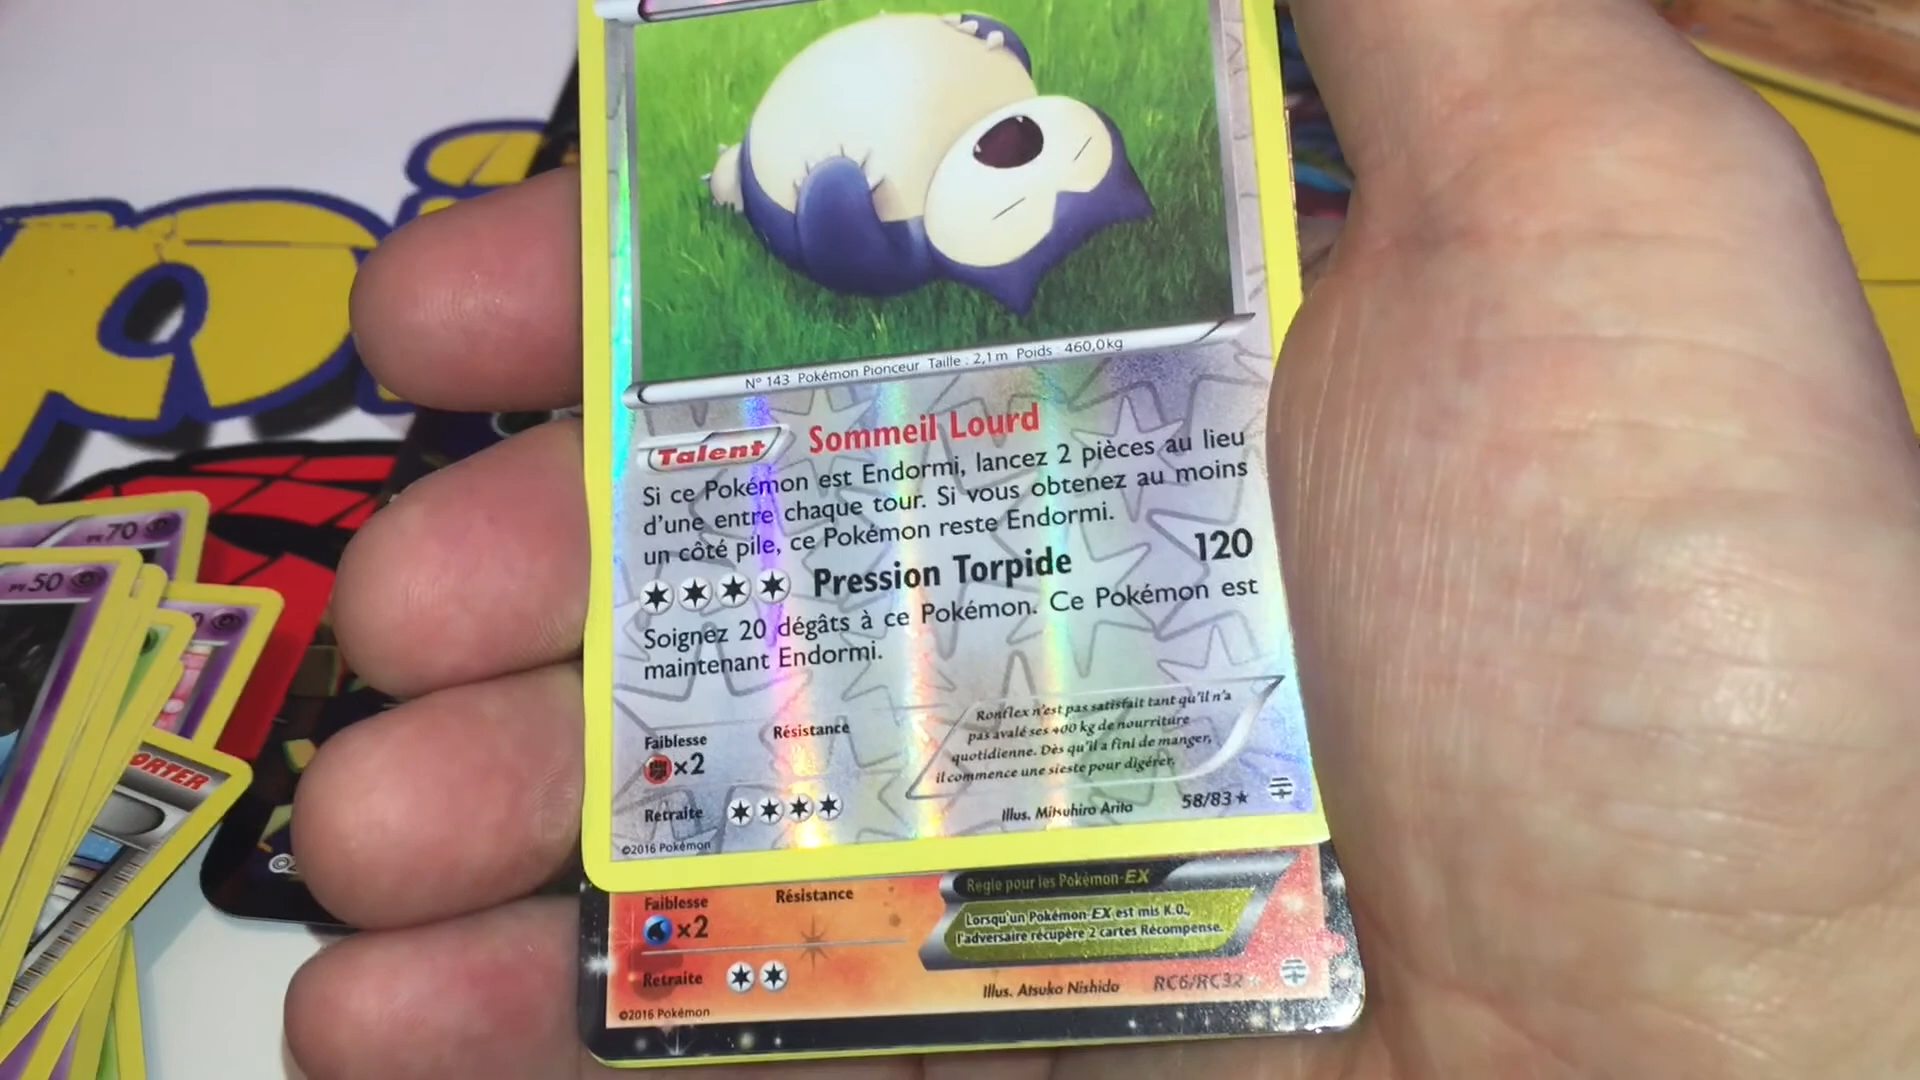 N° 143 Pokémon Pionceur Taille : 2,1m Poids : 460,0kg
Talent Sommeil Lourd
Si ce Pokémon est Endormi, lancez 2 pièces au lieu
d'une entre chaque tour. Si vous obtenez au moins
un côté pile, ce Pokémon reste Endormi.
Pression Torpide 120
Soignez 20 dégâts à ce Pokémon. Ce Pokémon est
maintenant Endormi.
Ronflex n'est pas satisfait tant qu'il n'a
pas avalé ses 400 kg de nourriture
quotidienne. Dès qu'il a fini de manger,
il commence une sieste pour digérer.
Faiblesse Résistance
x2
Retraite
Illus. Mitsuhiro Arita 58/83
©2016 Pokémon
Règle pour les Pokémon-EX
Lorsqu'un Pokémon-EX est mis K.O.,
l'adversaire récupère 2 cartes Récompense.
Faiblesse Résistance
x2
Retraite
Illus. Atsuko Nishido RC6/RC32
©2016 Pokémon
PV 70
PV 50
ORTER